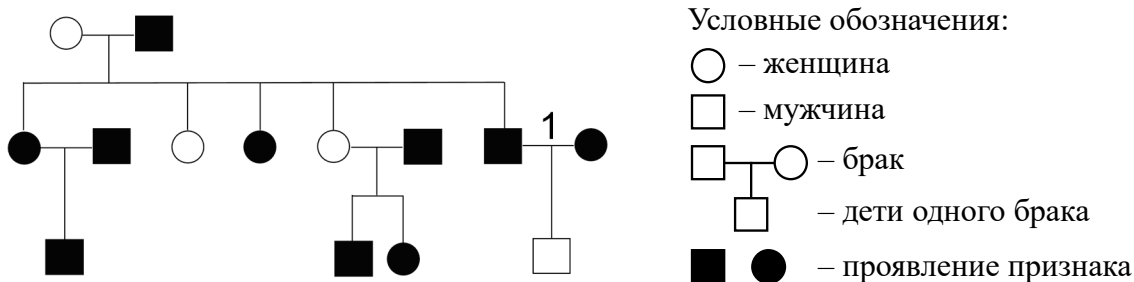 Условные обозначения:
– женщина
– мужчина
1
– брак
– дети одного брака
– проявление признака